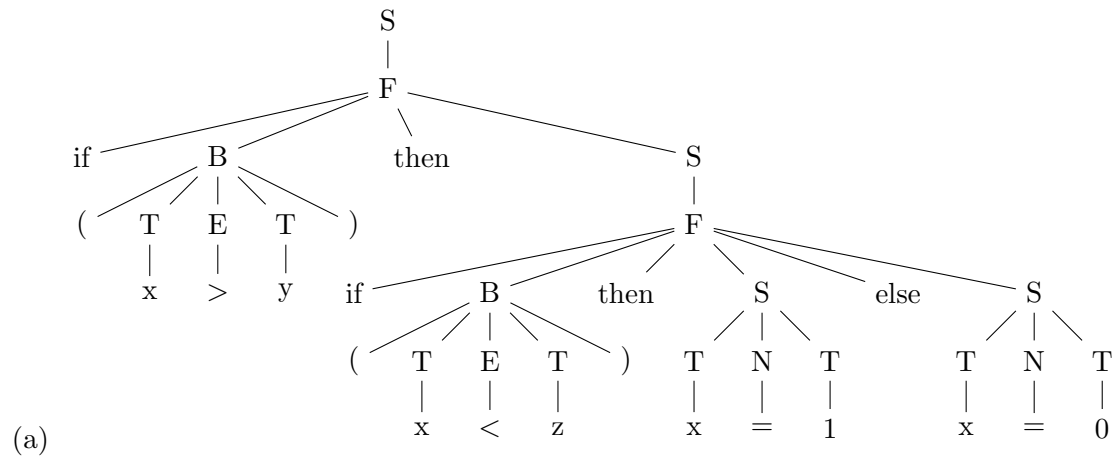 S
F
if B then S
( T E T ) F
x > y if B then S else S
( T E T ) T N T T N T
(a) x < z x = 1 x = 0